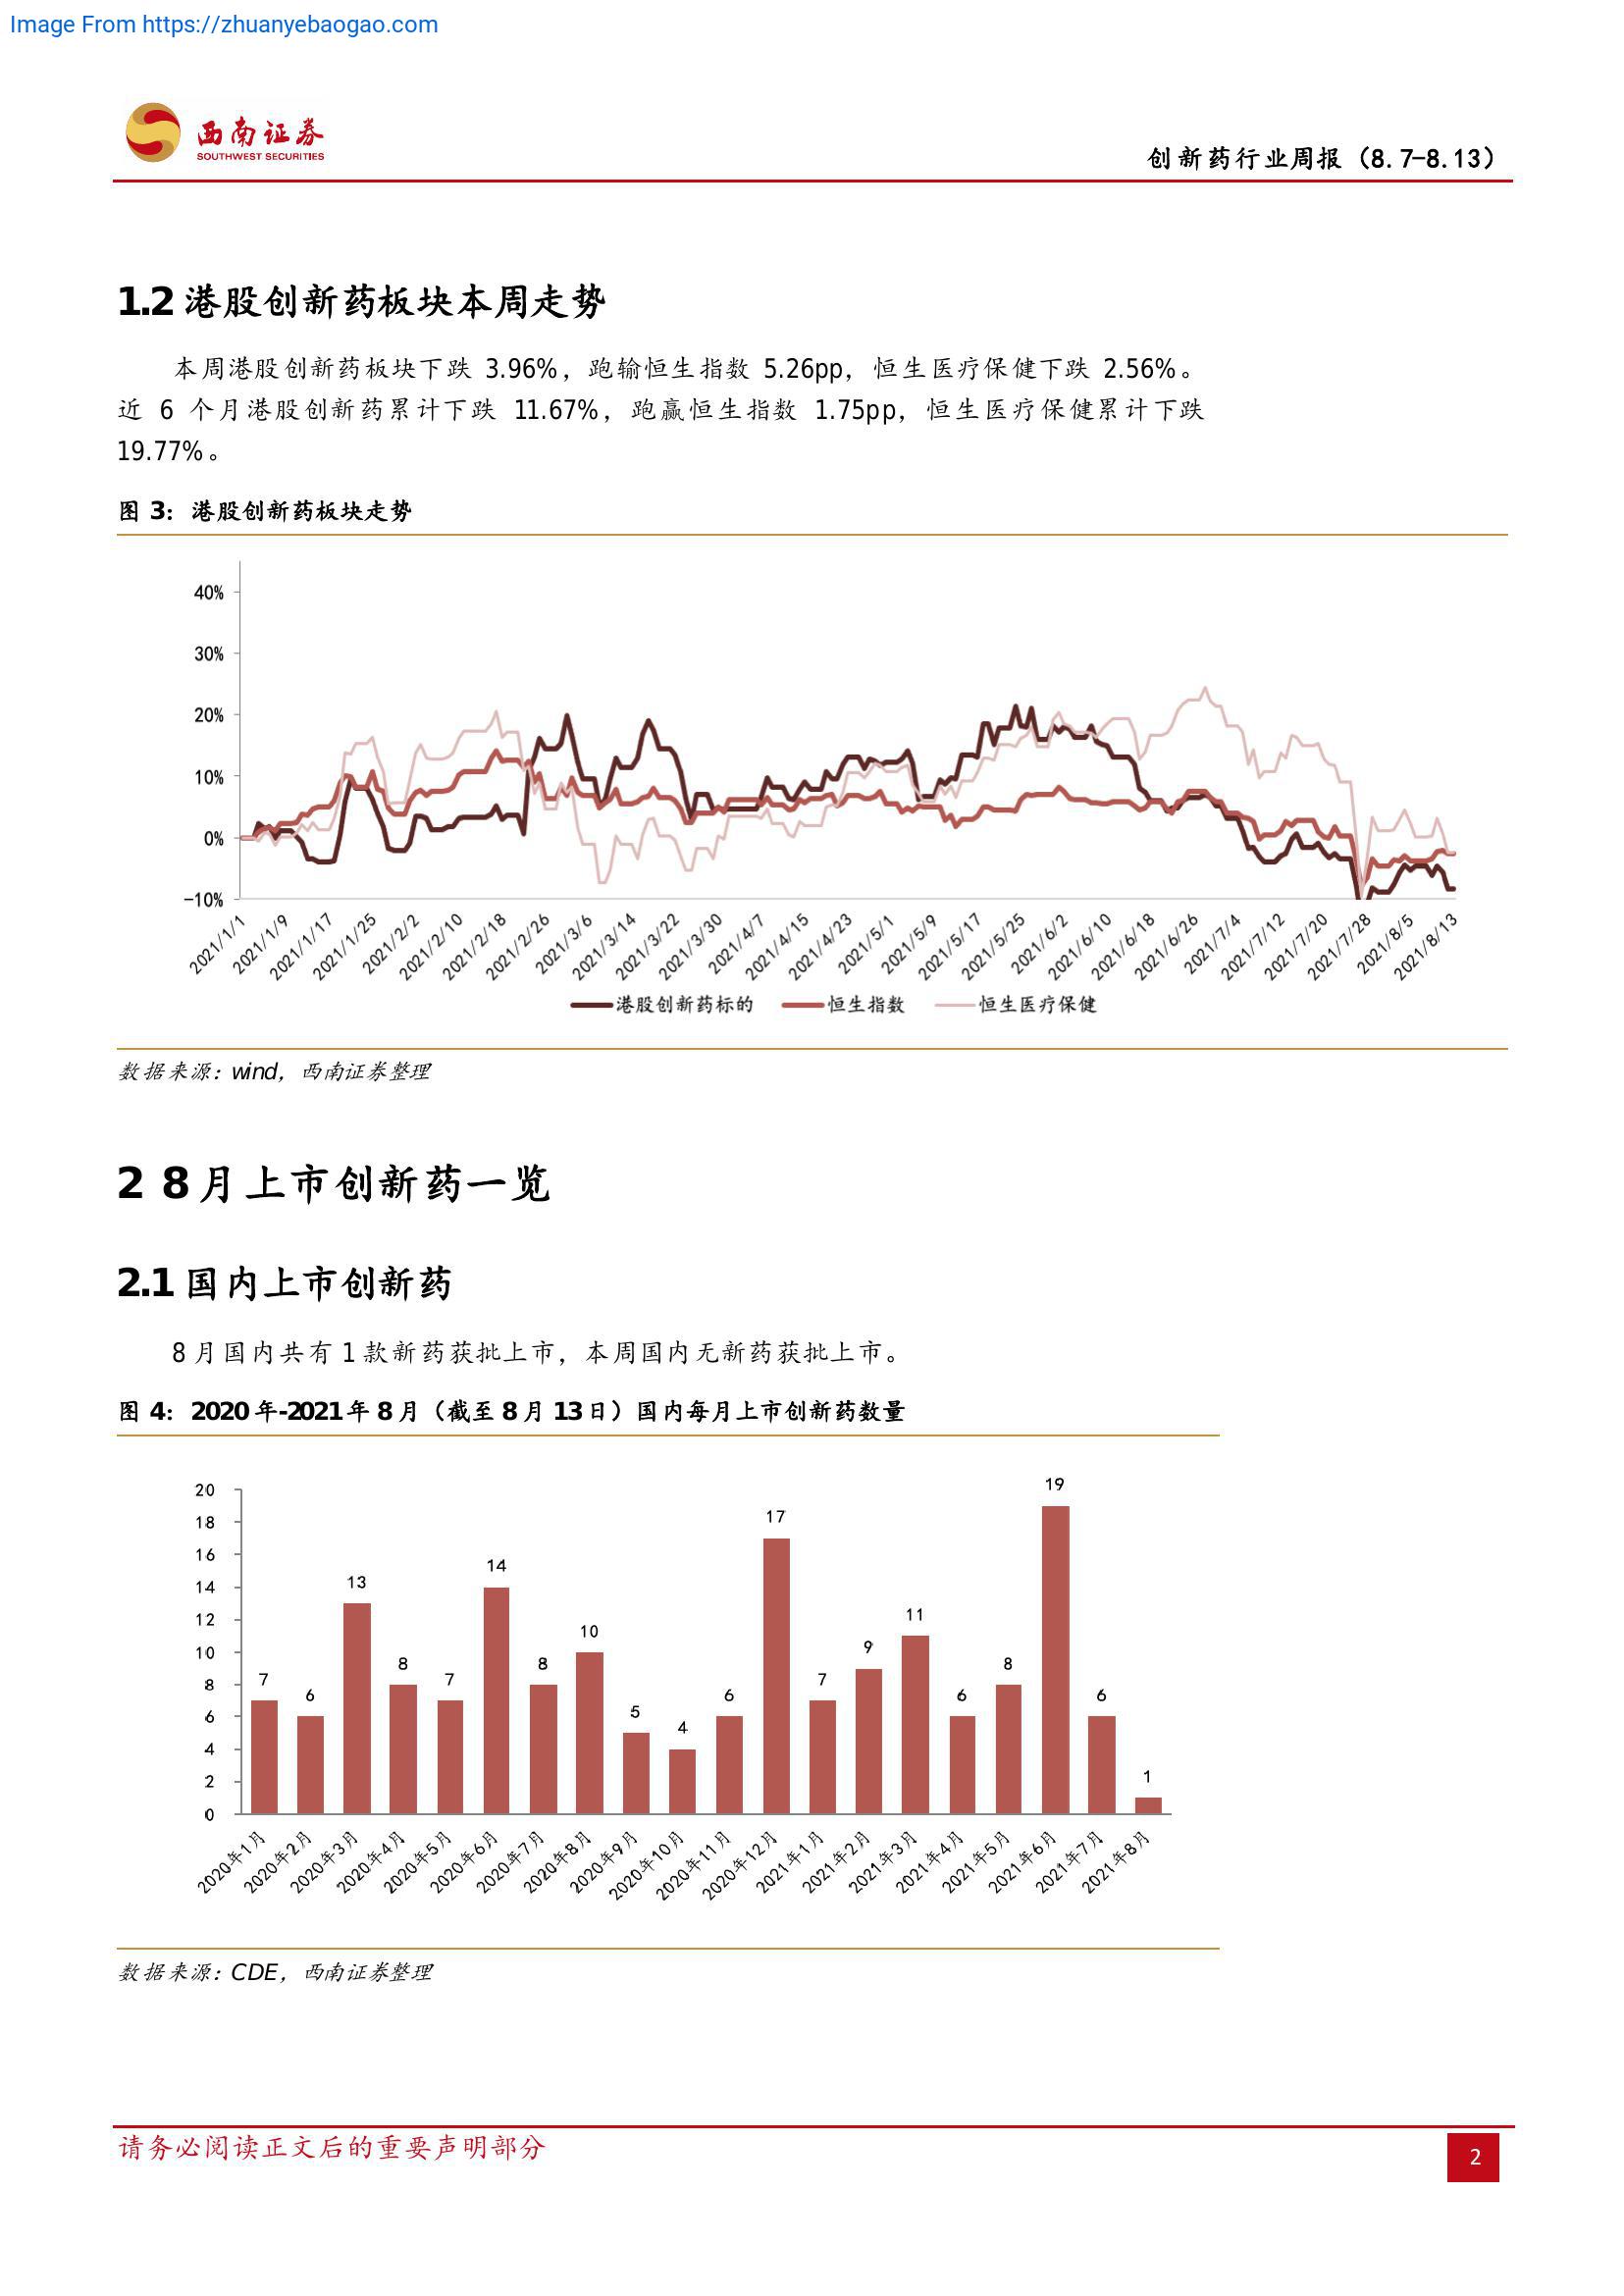 Image From https://zhuanyebaogao.com
西南证券
SOUTHWEST SECURITIES
创新药行业周报（8.7-8.13）
1.2 港股创新药板块本周走势
本周港股创新药板块下跌 3.96%，跑输恒生指数 5.26pp，恒生医疗保健下跌 2.56%。
近 6 个月港股创新药累计下跌 11.67%，跑赢恒生指数 1.75pp，恒生医疗保健累计下跌
19.77%。
图 3：港股创新药板块走势
40%
30%
20%
10%
0%
-10%
2021/1/1 2021/1/9 2021/1/17 2021/1/25 2021/2/2 2021/2/10 2021/2/18 2021/2/26 2021/3/6 2021/3/14 2021/3/22 2021/3/30 2021/4/7 2021/4/15 2021/4/23 2021/5/1 2021/5/9 2021/5/17 2021/5/25 2021/6/2 2021/6/10 2021/6/18 2021/6/26 2021/7/4 2021/7/12 2021/7/20 2021/7/28 2021/8/5 2021/8/13
港股创新药标的 恒生指数 恒生医疗保健
数据来源：wind，西南证券整理
2 8月上市创新药一览
2.1 国内上市创新药
8月国内共有1款新药获批上市，本周国内无新药获批上市。
图 4：2020年-2021年8月（截至8月13日）国内每月上市创新药数量
20
18
16
14
12
10
8
6
4
2
0
7 6 13 8 7 14 8 10 5 4 6 17 7 9 11 6 8 19 6 1
2020年1月 2020年2月 2020年3月 2020年4月 2020年5月 2020年6月 2020年7月 2020年8月 2020年9月 2020年10月 2020年11月 2020年12月 2021年1月 2021年2月 2021年3月 2021年4月 2021年5月 2021年6月 2021年7月 2021年8月
数据来源：CDE，西南证券整理
请务必阅读正文后的重要声明部分
2